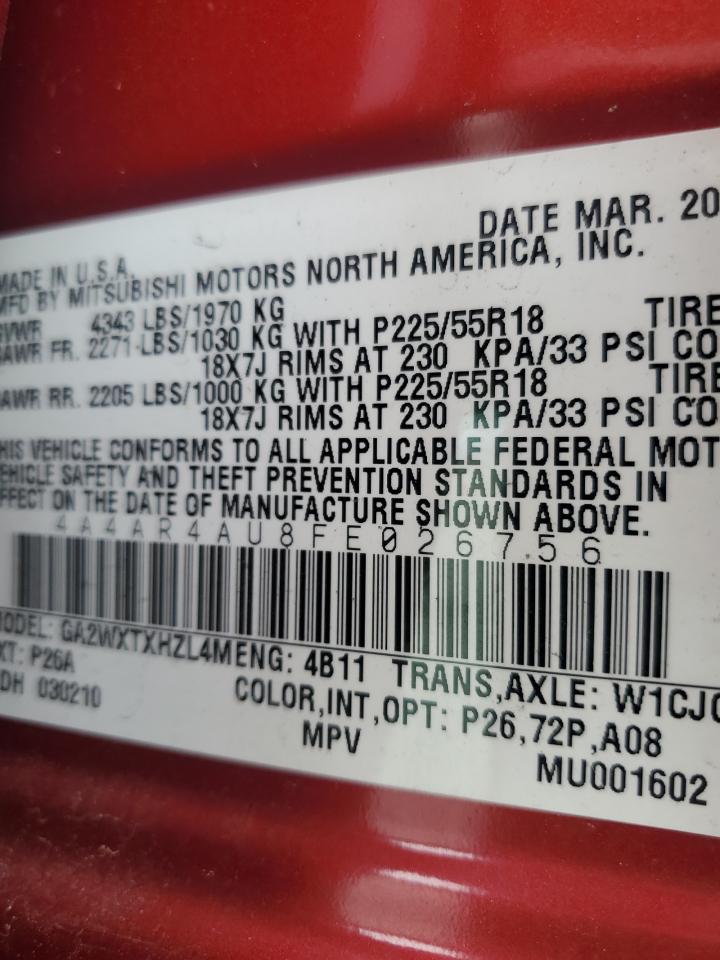 DATE MAR. 20
MADE IN U.S.A.
MFD BY MITSUBISHI MOTORS NORTH AMERICA, INC.
GVWR 4343 LBS/1970 KG
GAWR FR. 2271 LBS/1030 KG WITH P225/55R18 TIRE
18X7J RIMS AT 230 KPA/33 PSI CO
GAWR RR. 2205 LBS/1000 KG WITH P225/55R18 TIRE
18X7J RIMS AT 230 KPA/33 PSI CO
THIS VEHICLE CONFORMS TO ALL APPLICABLE FEDERAL MOT
VEHICLE SAFETY AND THEFT PREVENTION STANDARDS IN
EFFECT ON THE DATE OF MANUFACTURE SHOWN ABOVE.
4A4AR4AU8FE026756
MODEL: GA2WXTXHZL4M ENG: 4B11 TRANS,AXLE: W1CJ
EXT: P26A
COLOR,INT,OPT: P26,72P,A08
DH 030210
MPV
MU001602